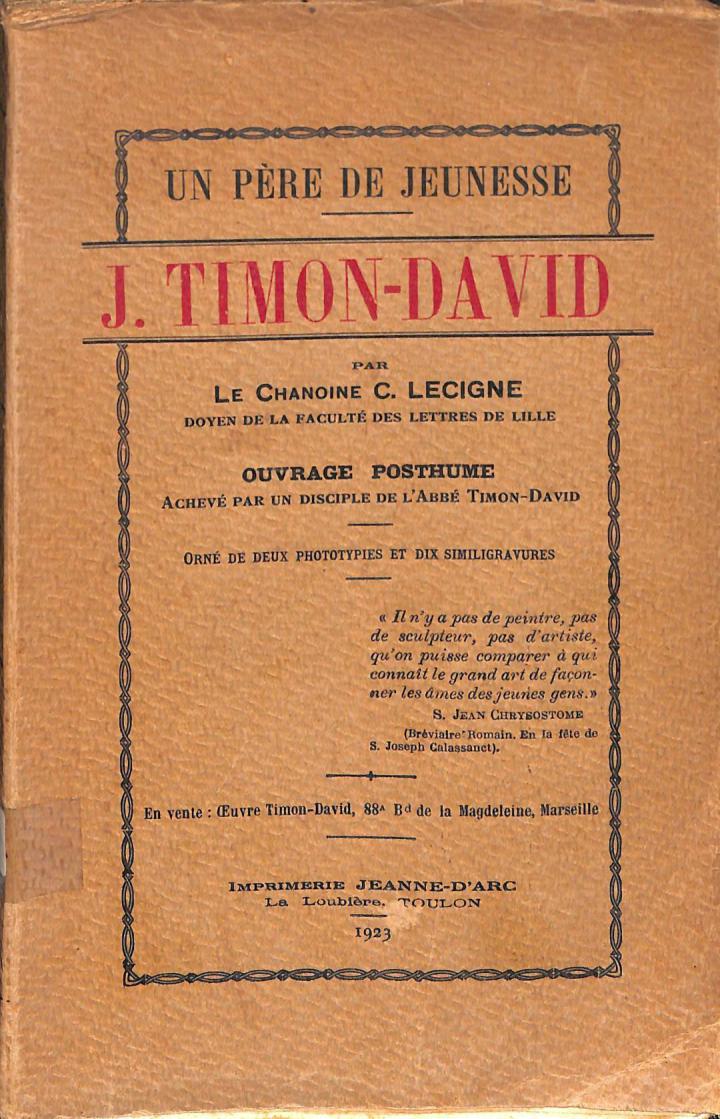 UN PÈRE DE JEUNESSE
J. TIMON-DAVID
PAR
LE CHANOINE C. LECIGNE
DOYEN DE LA FACULTÉ DES LETTRES DE LILLE
OUVRAGE POSTHUME
ACHEVÉ PAR UN DISCIPLE DE L'ABBÉ TIMON-DAVID
ORNÉ DE DEUX PHOTOTYPIES ET DIX SIMILIGRAVURES
« Il n'y a pas de peintre, pas
de sculpteur, pas d'artiste,
qu'on puisse comparer à qui
connaît le grand art de façon-
ner les âmes des jeunes gens.»
S. JEAN CHRYSOSTOME
(Bréviaire Romain. En la fête de
S. Joseph Calassanct).
En vente : Œuvre Timon-David, 88ᴬ Bᵈ de la Magdeleine, Marseille
IMPRIMERIE JEANNE-D'ARC
La Loubière, TOULON
1923